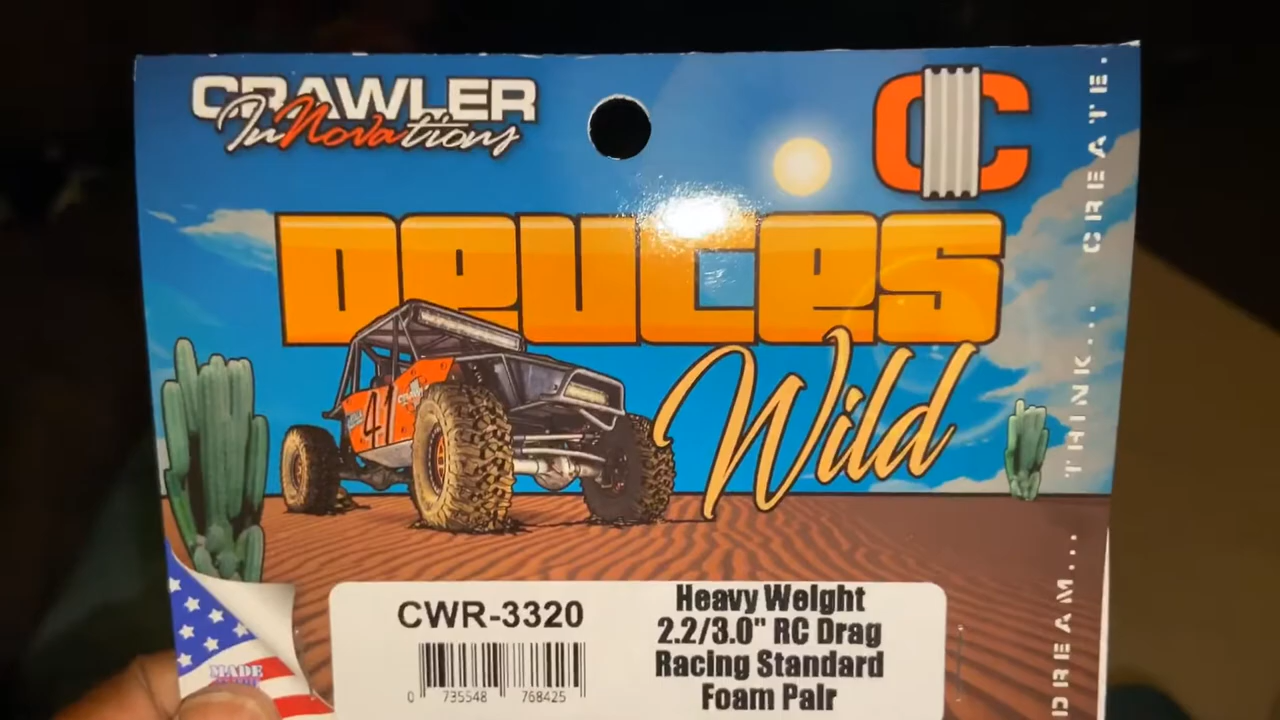 CRAWLER
InNovations
C
Deuces
Wild
41
DREAM... THINK... CREATE.
MADE
CWR-3320
0 735548 768425
Heavy Weight
2.2/3.0" RC Drag
Racing Standard
Foam Pair